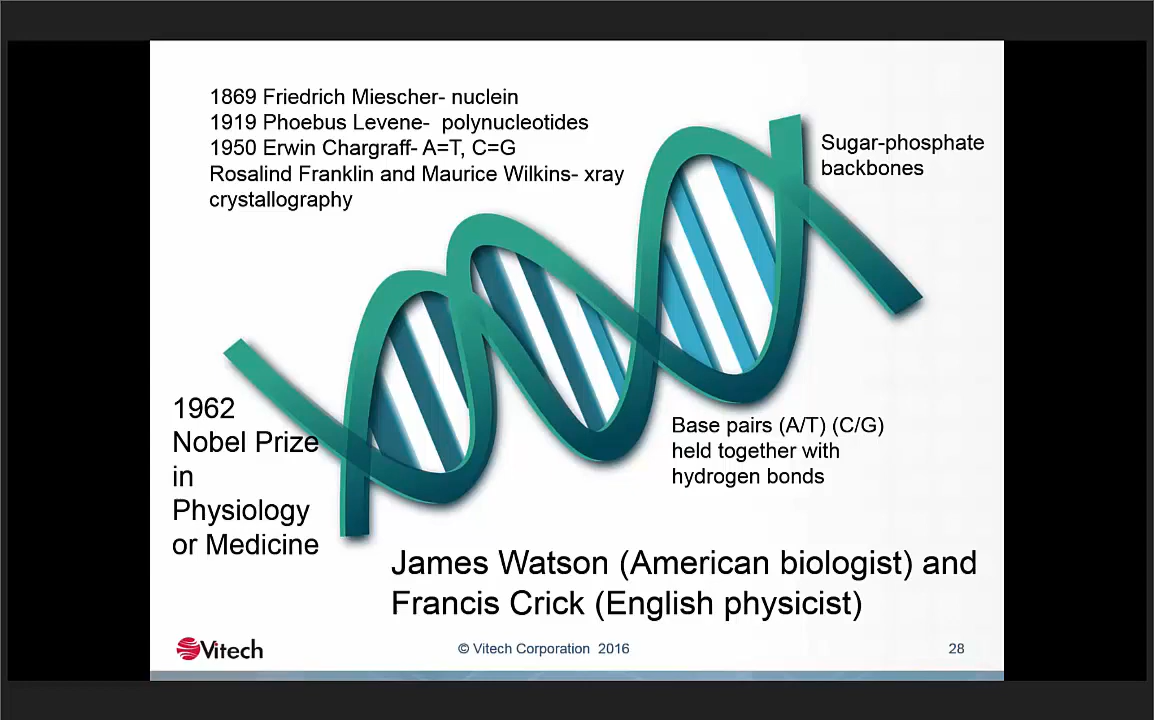 1869 Friedrich Miescher- nuclein
1919 Phoebus Levene-  polynucleotides
1950 Erwin Chargraff- A=T, C=G
Rosalind Franklin and Maurice Wilkins- xray
crystallography
Sugar-phosphate
backbones
1962
Nobel Prize
in
Physiology
or Medicine
Base pairs (A/T) (C/G)
held together with
hydrogen bonds
James Watson (American biologist) and
Francis Crick (English physicist)
Vitech
© Vitech Corporation  2016
28